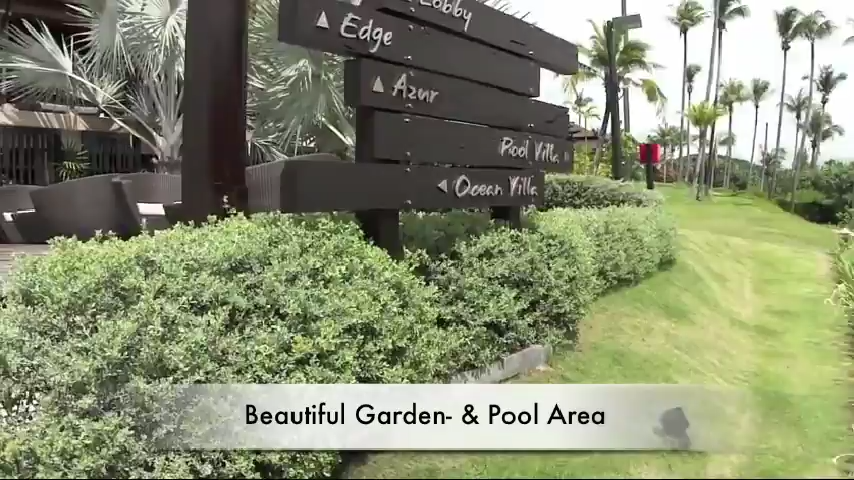 Lobby
Edge
Azur
Pool Villa
Ocean Villa
Beautiful Garden- & Pool Area